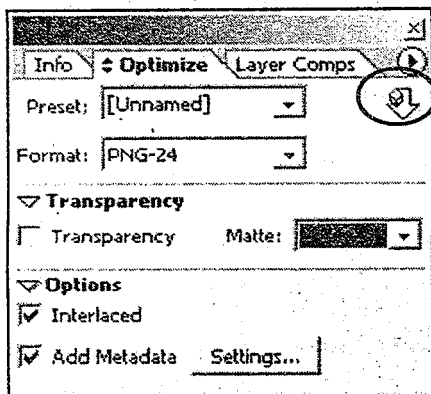 Info Optimize Layer Comps
Preset: [Unnamed]
Format: PNG-24
Transparency
Transparency Matte:
Options
Interlaced
Add Metadata Settings...